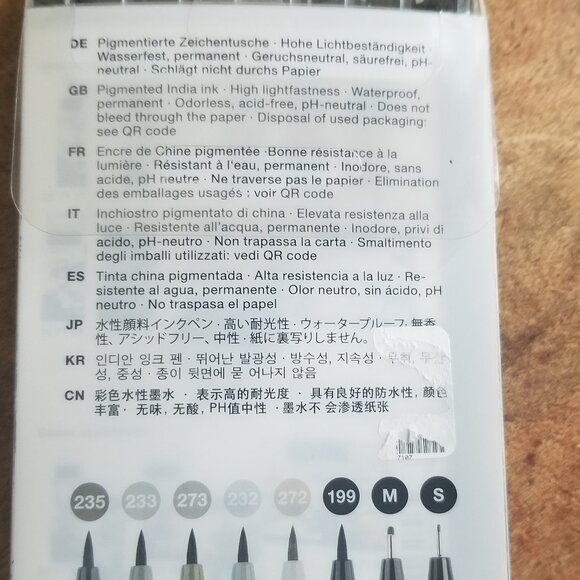 DE Pigmentierte Zeichentusche · Hohe Lichtbeständigkeit ·
Wasserfest, permanent · Geruchsneutral, säurefrei, pH-
neutral · Schlägt nicht durchs Papier
GB Pigmented India ink · High lightfastness · Waterproof,
permanent · Odorless, acid-free, pH-neutral · Does not
bleed through the paper · Disposal of used packaging:
see QR code
FR Encre de Chine pigmentée · Bonne résistance à la
lumière · Résistant à l'eau, permanent · Inodore, sans
acide, pH neutre · Ne traverse pas le papier · Elimination
des emballages usagés : voir QR code
IT Inchiostro pigmentato di china · Elevata resistenza alla
luce · Resistente all'acqua, permanente · Inodore, privi di
acido, pH-neutro · Non trapassa la carta · Smaltimento
degli imballi utilizzati: vedi QR code
ES Tinta china pigmentada · Alta resistencia a la luz · Re-
sistente al agua, permanente · Olor neutro, sin ácido, pH
neutro · No traspasa el papel
JP 水性顔料インクペン · 高い耐光性 · ウォータープルーフ, 無香
性、アシッドフリー、中性 · 紙に裏写りしません。
KR 인디안 잉크 펜 · 뛰어난 발광성 · 방수성, 지속성 ·
성, 중성 · 종이 뒷면에 묻 어나지 않음
CN 彩色水性墨水 · 表示高的耐光度 · 具有良好的防水性, 颜色
丰富 · 无味, 无酸, PH值中性 · 墨水不 会渗透纸张
7107
235 233 273 232 272 199 M S